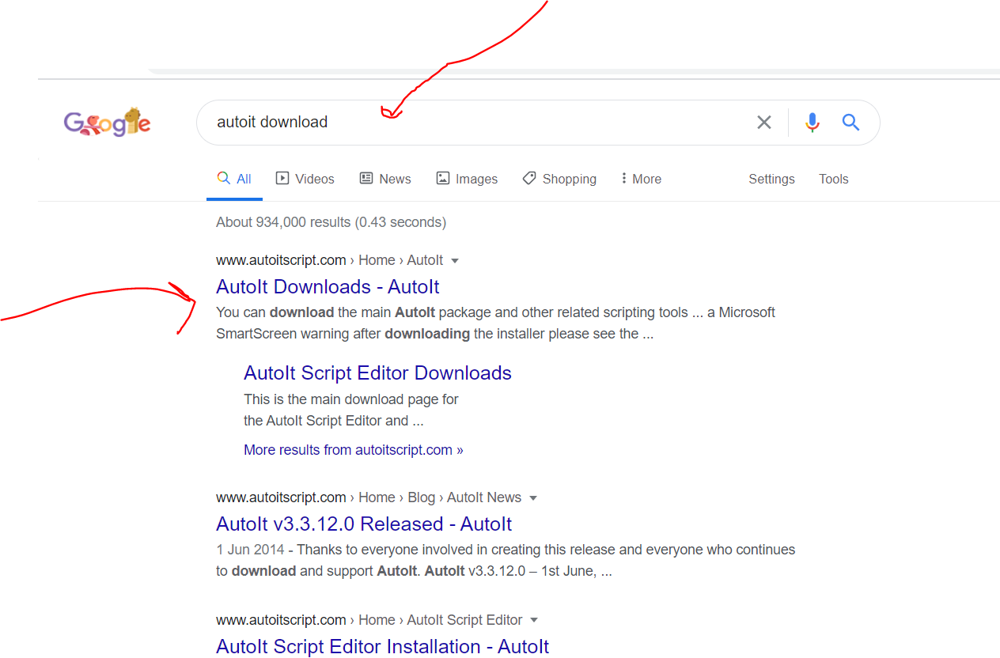 Google
autoit download
All Videos News Images Shopping More Settings Tools
About 934,000 results (0.43 seconds)
www.autoitscript.com › Home › AutoIt
AutoIt Downloads - AutoIt
You can download the main AutoIt package and other related scripting tools ... a Microsoft
SmartScreen warning after downloading the installer please see the ...
AutoIt Script Editor Downloads
This is the main download page for
the AutoIt Script Editor and ...
More results from autoitscript.com »
www.autoitscript.com › Home › Blog › AutoIt News
AutoIt v3.3.12.0 Released - AutoIt
1 Jun 2014 - Thanks to everyone involved in creating this release and everyone who continues
to download and support AutoIt. AutoIt v3.3.12.0 – 1st June, ...
www.autoitscript.com › Home › AutoIt Script Editor
AutoIt Script Editor Installation - AutoIt